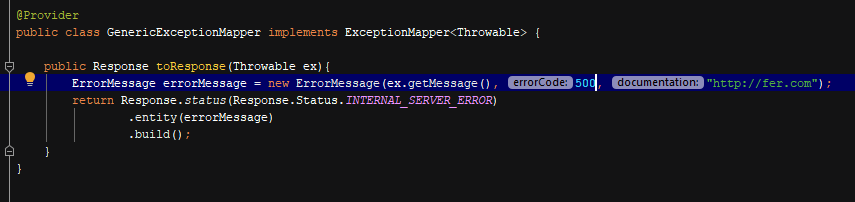 @Provider
public class GenericExceptionMapper implements ExceptionMapper<Throwable> {
public Response toResponse(Throwable ex){
ErrorMessage errorMessage = new ErrorMessage(ex.getMessage(), errorCode: 500, documentation: "http://fer.com");
return Response.status(Response.Status.INTERNAL_SERVER_ERROR)
.entity(errorMessage)
.build();
}
}